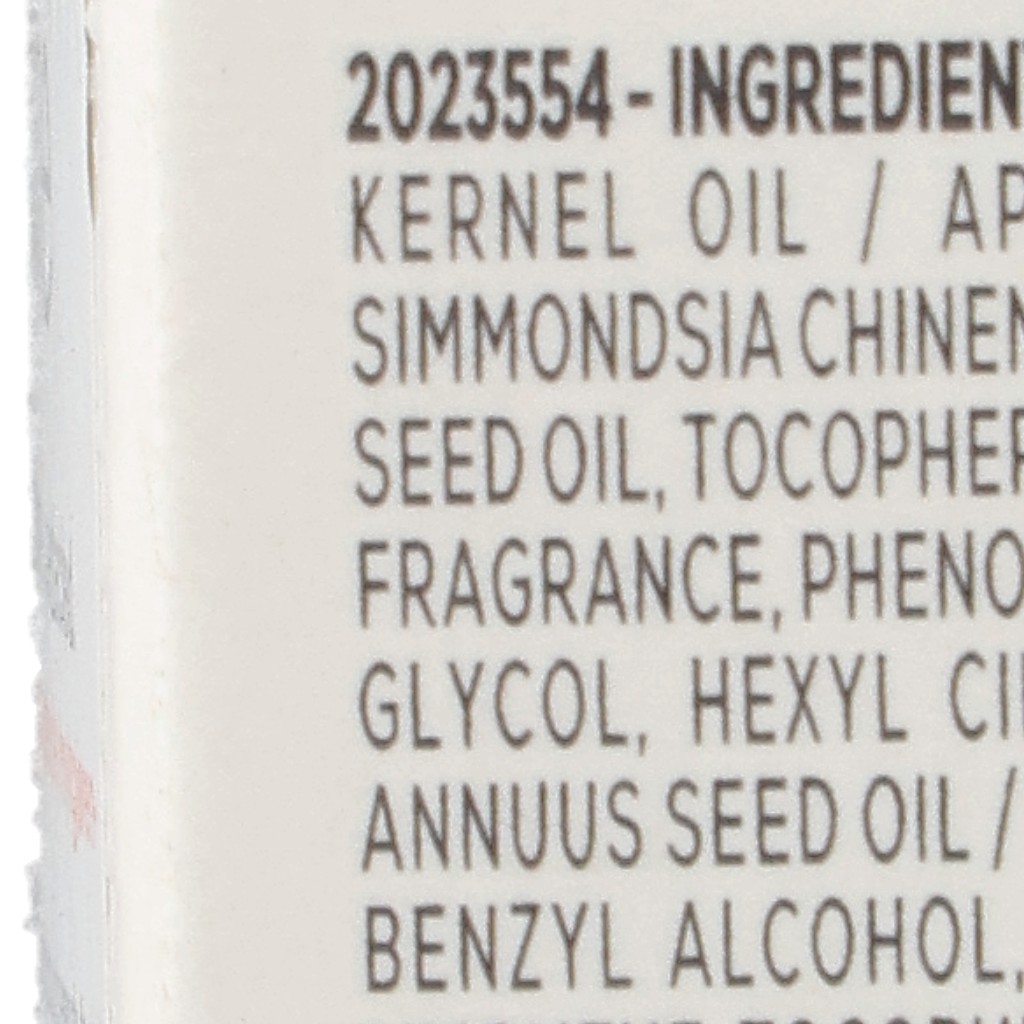 2023554 - INGREDIEN
KERNEL OIL / AP
SIMMONDSIA CHINEN
SEED OIL, TOCOPHER
FRAGRANCE, PHENO
GLYCOL, HEXYL CI
ANNUUS SEED OIL /
BENZYL ALCOHOL,